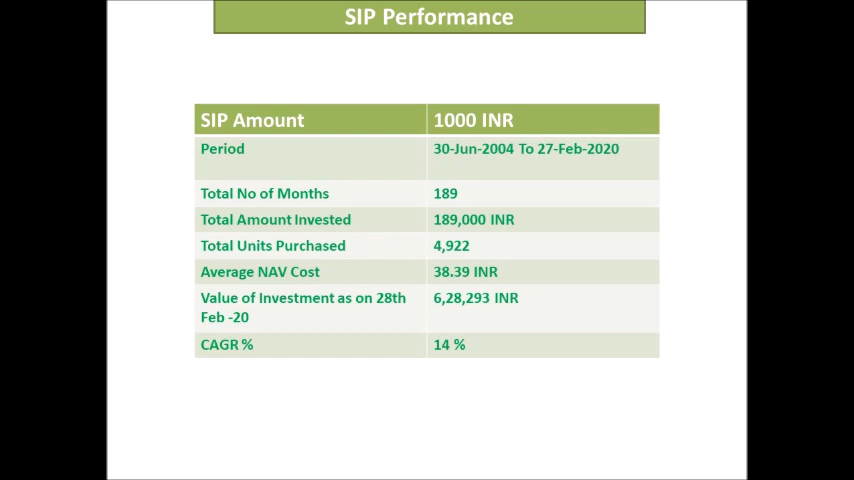 SIP Performance
SIP Amount 1000 INR
Period 30-Jun-2004 To 27-Feb-2020
Total No of Months 189
Total Amount Invested 189,000 INR
Total Units Purchased 4,922
Average NAV Cost 38.39 INR
Value of Investment as on 28th 6,28,293 INR
Feb -20
CAGR % 14 %